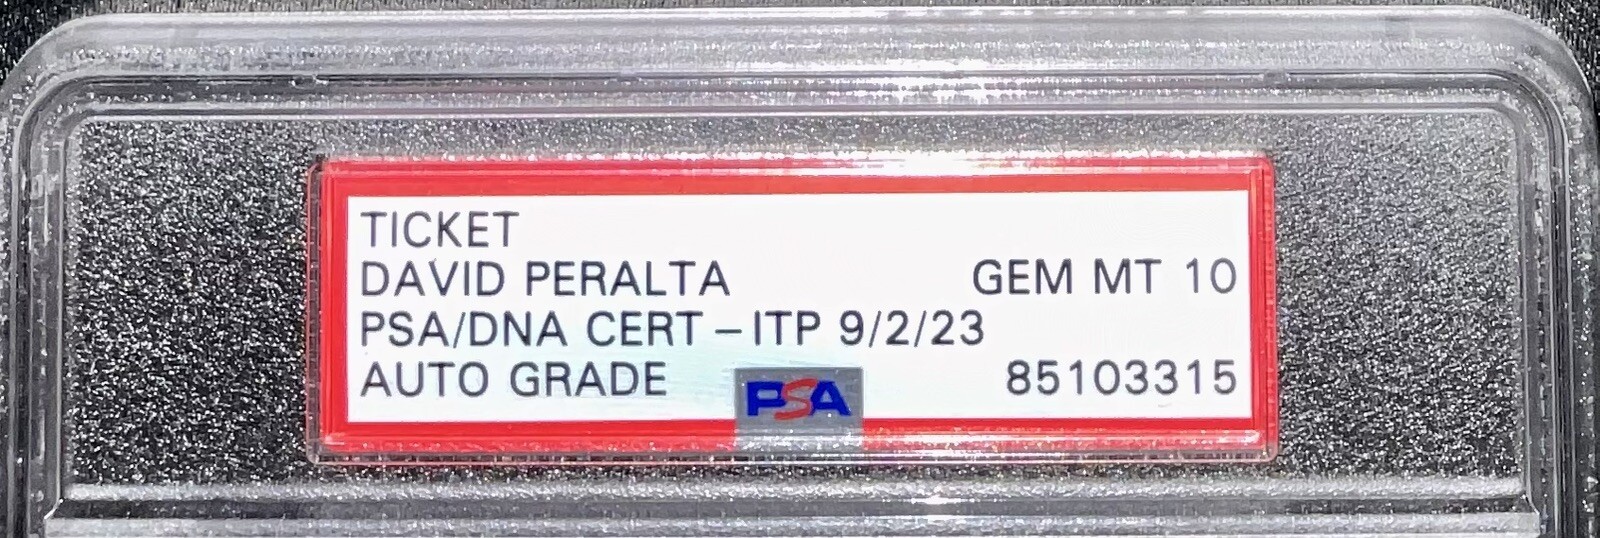 TICKET
DAVID PERALTA GEM MT 10
PSA/DNA CERT – ITP 9/2/23
AUTO GRADE 85103315
PSA